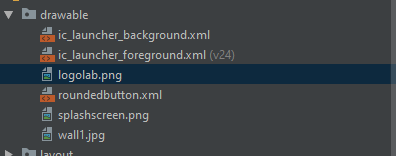 drawable
ic_launcher_background.xml
ic_launcher_foreground.xml (v24)
logolab.png
roundedbutton.xml
splashscreen.png
wall1.jpg
layout